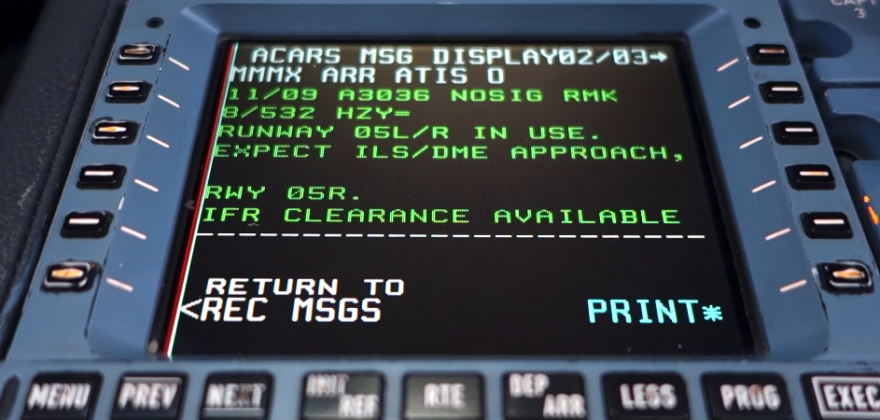 ACARS MSG DISPLAY02/03→
MMMX ARR ATIS O
11/09 A3036 NOSIG RMK
8/532 HZY=
RUNWAY 05L/R IN USE.
EXPECT ILS/DME APPROACH,
RWY 05R.
IFR CLEARANCE AVAILABLE
------------------------
RETURN TO
<REC MSGS PRINT*
MENU PREV NEXT INIT REF RTE DEP ARR LEGS PROG EXEC